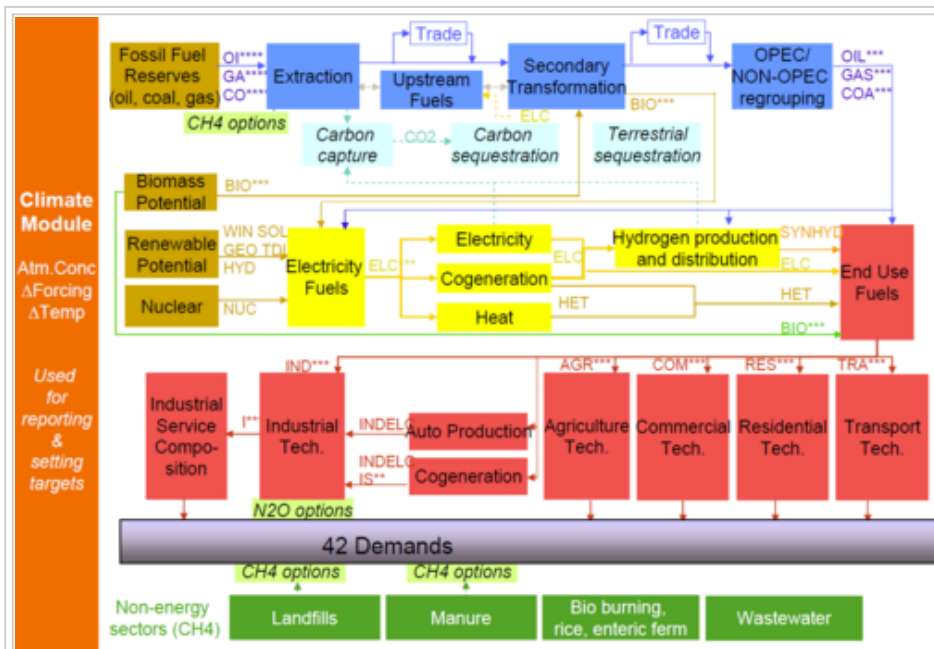 Fossil Fuel
Reserves
(oil, coal, gas)
OI****
GA****
CO****
Extraction
Trade
Upstream
Fuels
Secondary
Transformation
Trade
OPEC/
NON-OPEC
regrouping
OIL***
GAS***
COA***
CH4 options
ELC
BIO***
Carbon
capture
CO2
Carbon
sequestration
Terrestrial
sequestration
Climate
Module
Atm.Conc
ΔForcing
ΔTemp
Used
for
reporting
&
setting
targets
Biomass
Potential
BIO***
Renewable
Potential
WIN SOL
GEO TDL
HYD
Nuclear
NUC
Electricity
Fuels
ELC***
Electricity
Cogeneration
Heat
ELC
HET
Hydrogen production
and distribution
SYNHYD
ELC
HET
BIO***
End Use
Fuels
IND***
AGR***
COM***
RES***
TRA***
Industrial
Service
Compo-
sition
I**
Industrial
Tech.
INDELC
Auto Production
INDELC
IS**
Cogeneration
Agriculture
Tech.
Commercial
Tech.
Residential
Tech.
Transport
Tech.
N2O options
42 Demands
CH4 options
CH4 options
Non-energy
sectors (CH4)
Landfills
Manure
Bio burning,
rice, enteric ferm
Wastewater